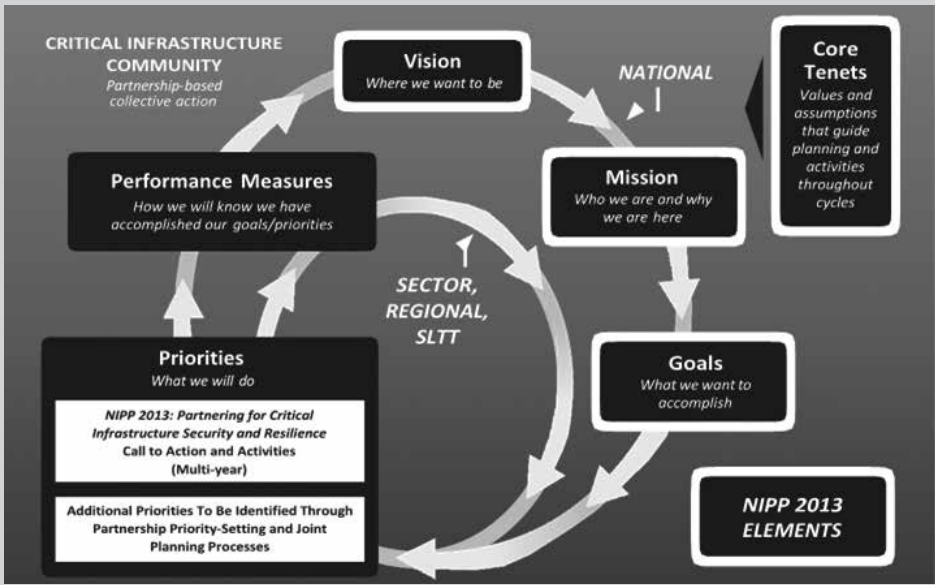 CRITICAL INFRASTRUCTURE
COMMUNITY
Partnership-based
collective action
Vision
Where we want to be
NATIONAL
Core
Tenets
Values and
assumptions
that guide
planning and
activities
throughout
cycles
Performance Measures
How we will know we have
accomplished our goals/priorities
Mission
Who we are and why
we are here
SECTOR,
REGIONAL,
SLTT
Goals
What we want to
accomplish
Priorities
What we will do
NIPP 2013: Partnering for Critical
Infrastructure Security and Resilience
Call to Action and Activities
(Multi-year)
Additional Priorities To Be Identified Through
Partnership Priority-Setting and Joint
Planning Processes
NIPP 2013
ELEMENTS